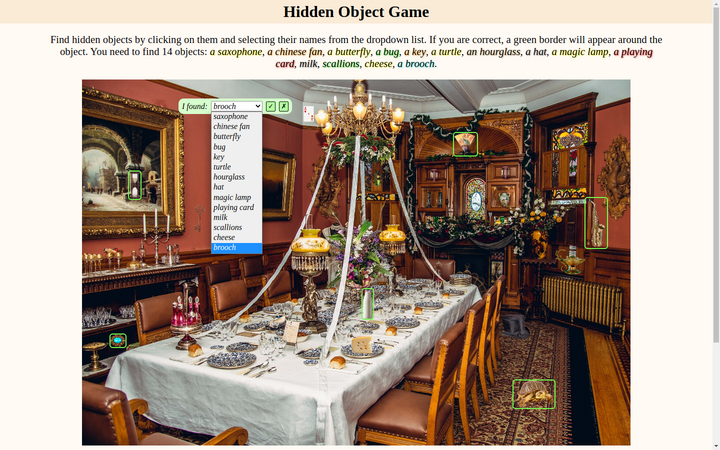 Hidden Object Game
Find hidden objects by clicking on them and selecting their names from the dropdown list. If you are correct, a green border will appear around the
object. You need to find 14 objects: a saxophone, a chinese fan, a butterfly, a bug, a key, a turtle, an hourglass, a hat, a magic lamp, a playing
card, milk, scallions, cheese, a brooch.
I found: brooch ✓ ✗
saxophone
chinese fan
butterfly
bug
key
turtle
hourglass
hat
magic lamp
playing card
milk
scallions
cheese
brooch